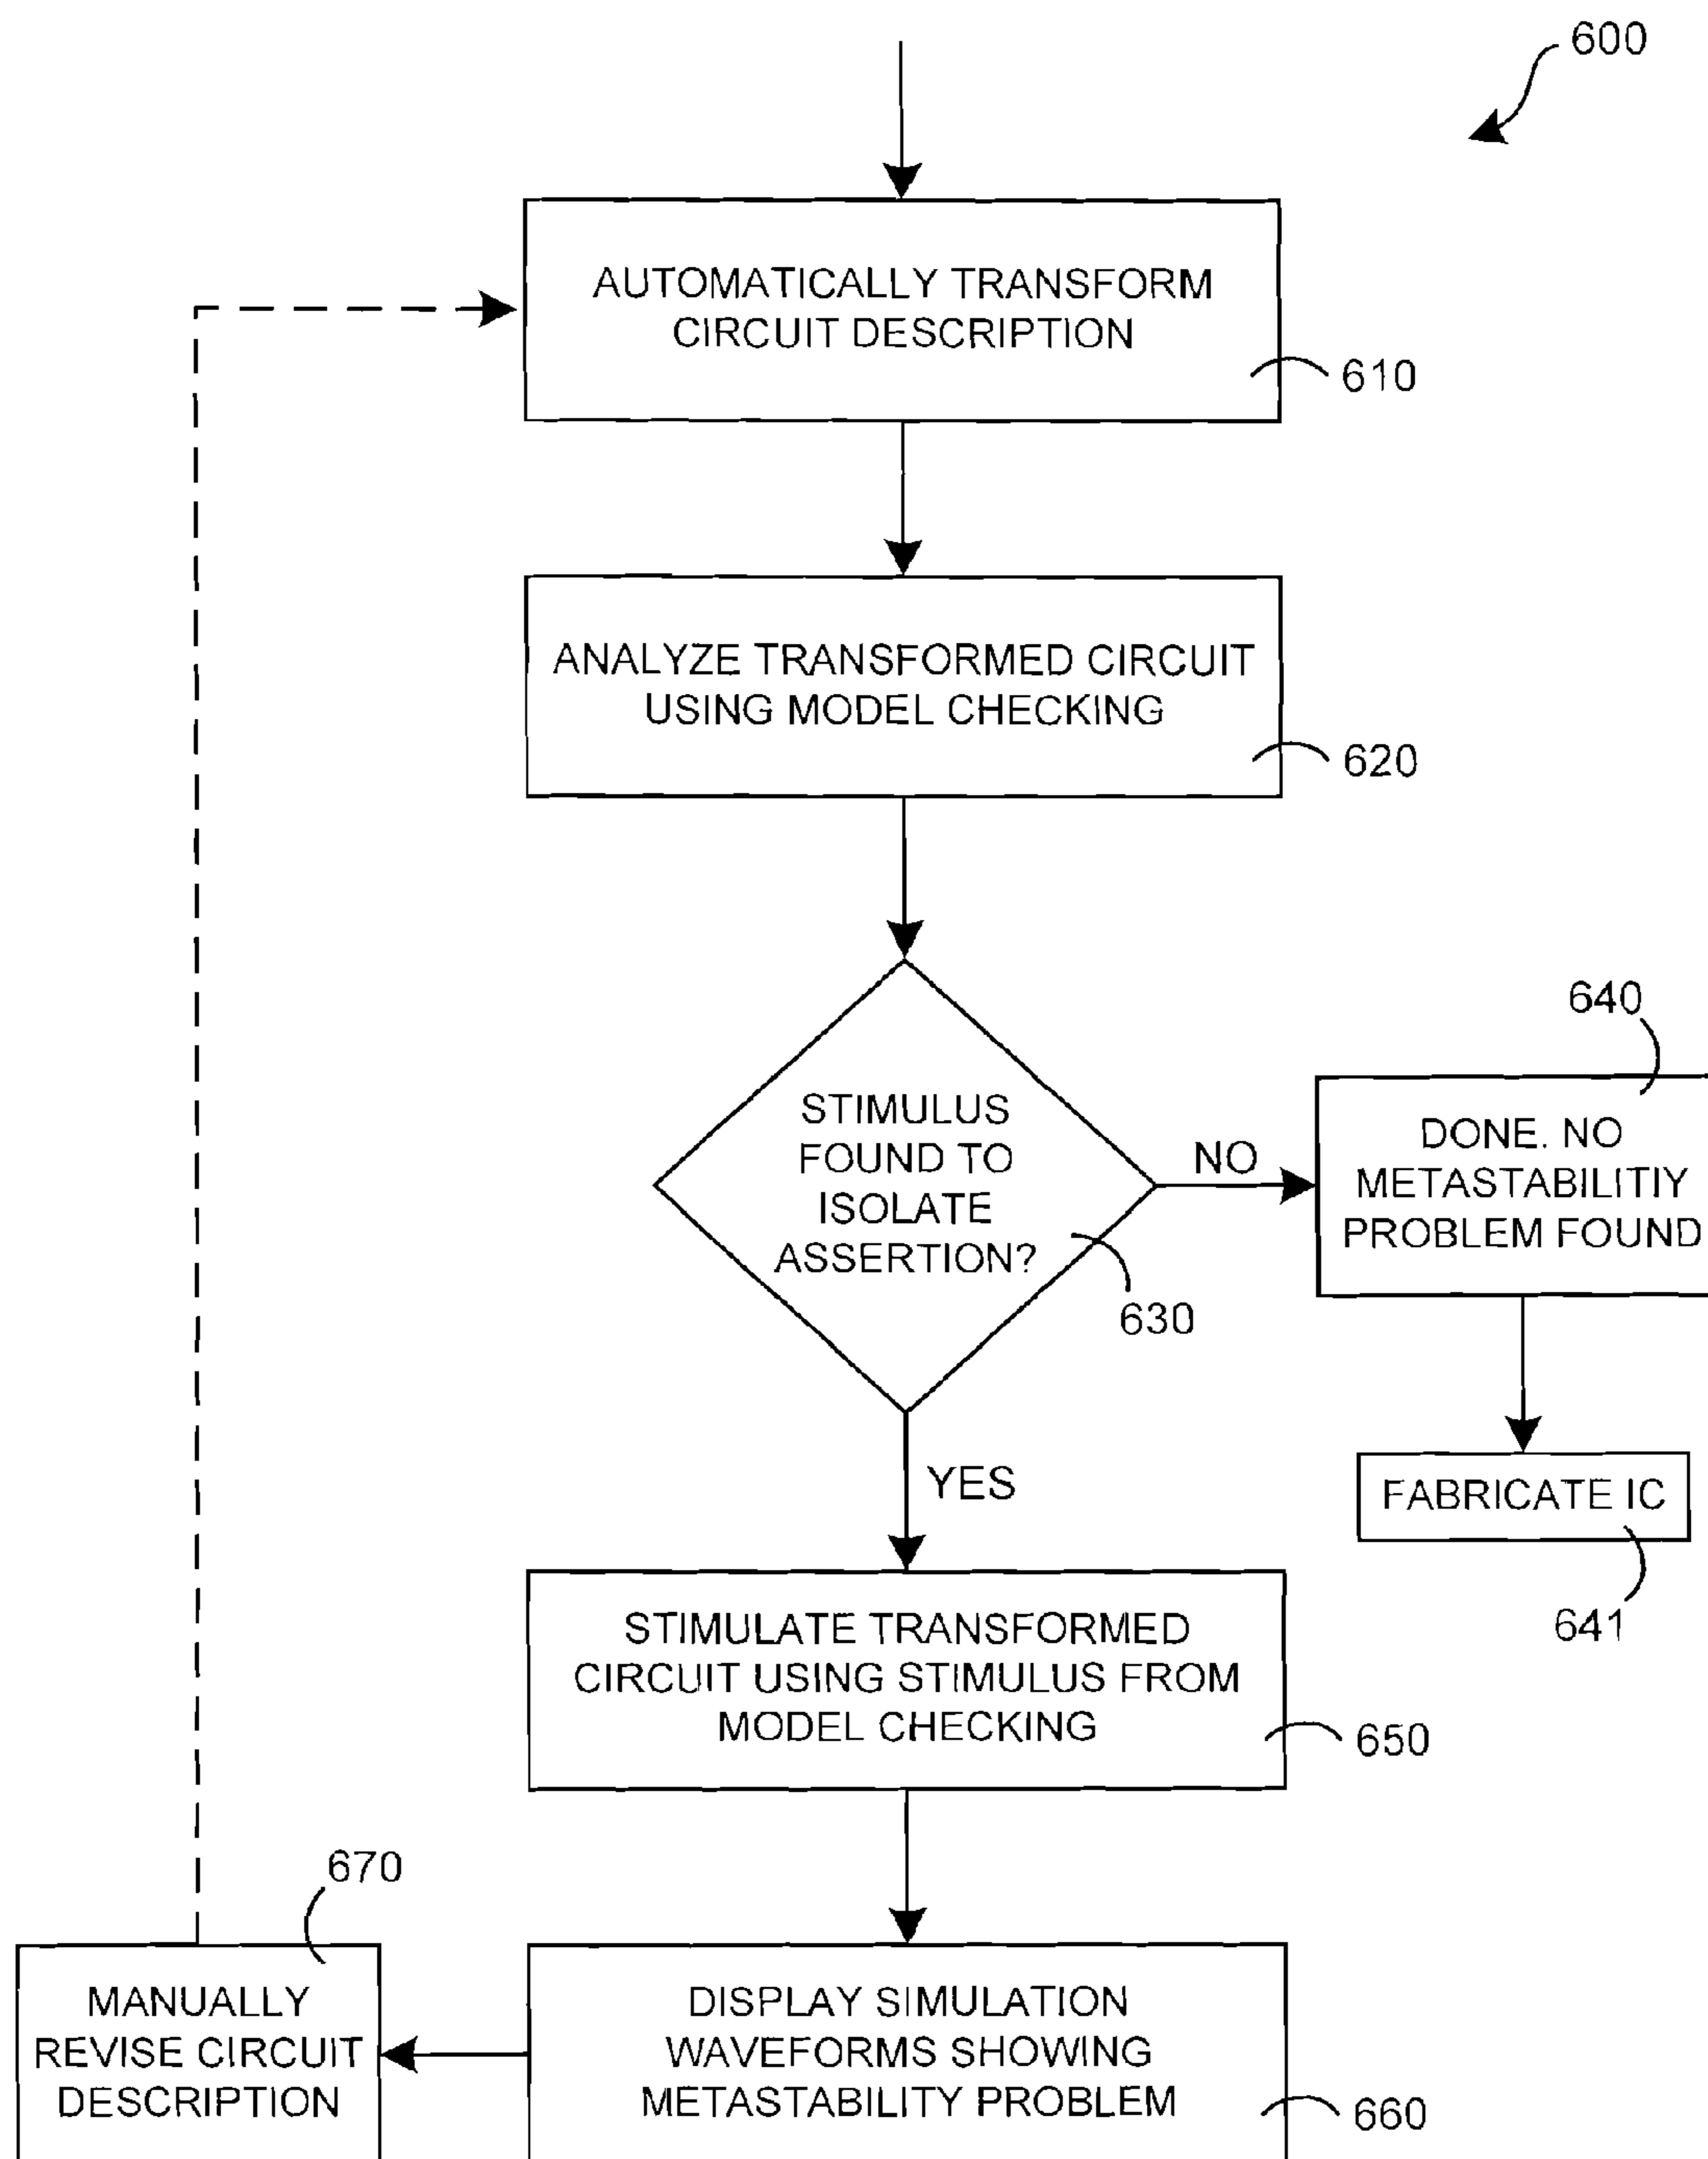 600
AUTOMATICALLY TRANSFORM
CIRCUIT DESCRIPTION
610
ANALYZE TRANSFORMED CIRCUIT
USING MODEL CHECKING
620
STIMULUS
FOUND TO
ISOLATE
ASSERTION?
630
NO
640
DONE. NO
METASTABILITIY
PROBLEM FOUND
FABRICATE IC
641
YES
STIMULATE TRANSFORMED
CIRCUIT USING STIMULUS FROM
MODEL CHECKING
650
670
MANUALLY
REVISE CIRCUIT
DESCRIPTION
DISPLAY SIMULATION
WAVEFORMS SHOWING
METASTABILITY PROBLEM
660